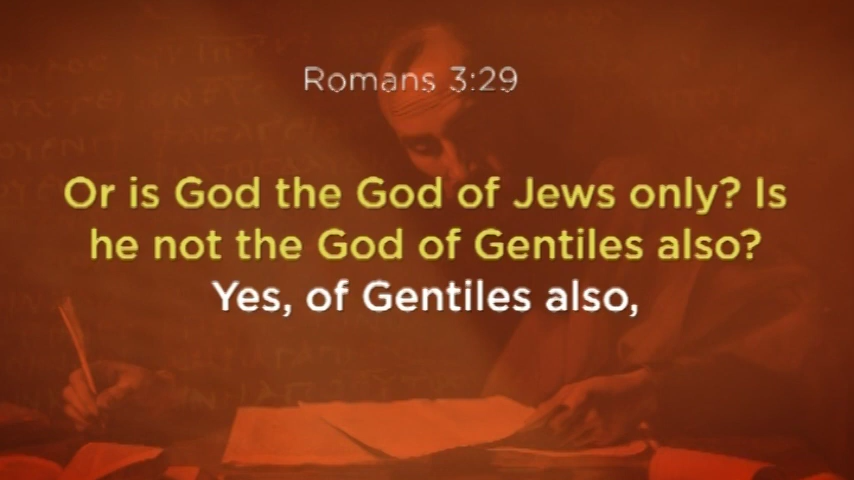 Romans 3:29
Or is God the God of Jews only? Is
he not the God of Gentiles also?
Yes, of Gentiles also,